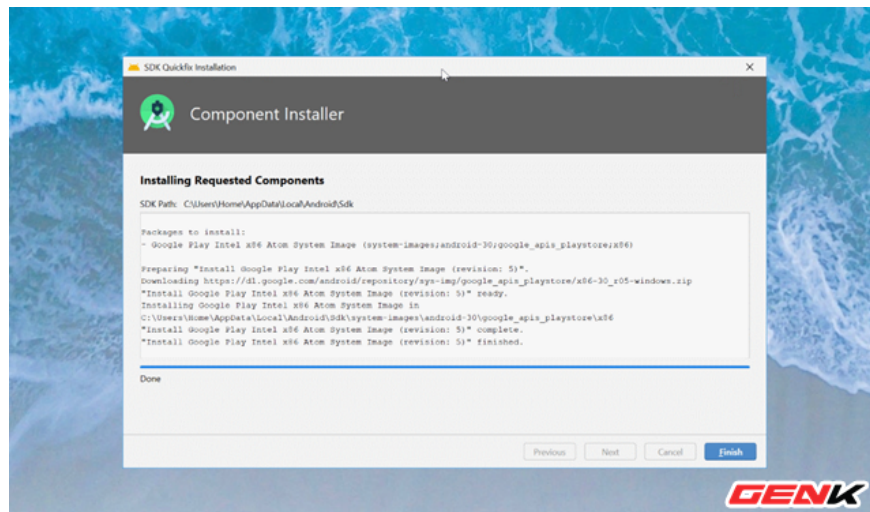 SDK Quickfix Installation
Component Installer
Installing Requested Components
SDK Path: C:\Users\Home\AppData\Local\Android\Sdk
Packages to install:
- Google Play Intel x86 Atom System Image (system-images;android-30;google_apis_playstore;x86)
Preparing "Install Google Play Intel x86 Atom System Image (revision: 5)".
Downloading https://dl.google.com/android/repository/sys-img/google_apis_playstore/x86-30_r05-windows.zip
"Install Google Play Intel x86 Atom System Image (revision: 5)" ready.
Installing Google Play Intel x86 Atom System Image in
C:\Users\Home\AppData\Local\Android\Sdk\system-images\android-30\google_apis_playstore\x86
"Install Google Play Intel x86 Atom System Image (revision: 5)" complete.
"Install Google Play Intel x86 Atom System Image (revision: 5)" finished.
Done
Previous Next Cancel Finish
GENK